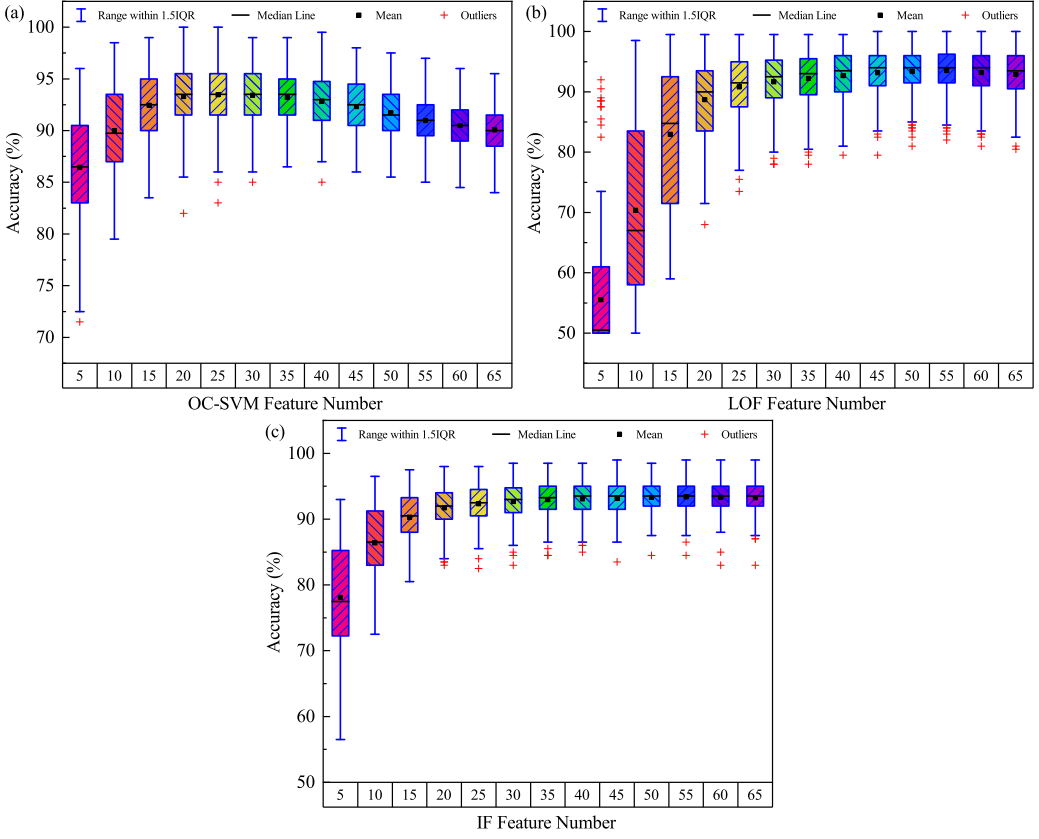 (a)
Range within 1.5IQR Median Line Mean Outliers
100
95
90
85
80
75
70
Accuracy (%)
5 10 15 20 25 30 35 40 45 50 55 60 65
OC-SVM Feature Number
(b)
Range within 1.5IQR Median Line Mean Outliers
100
90
80
70
60
50
Accuracy (%)
5 10 15 20 25 30 35 40 45 50 55 60 65
LOF Feature Number
(c)
Range within 1.5IQR Median Line Mean Outliers
100
90
80
70
60
50
Accuracy (%)
5 10 15 20 25 30 35 40 45 50 55 60 65
IF Feature Number